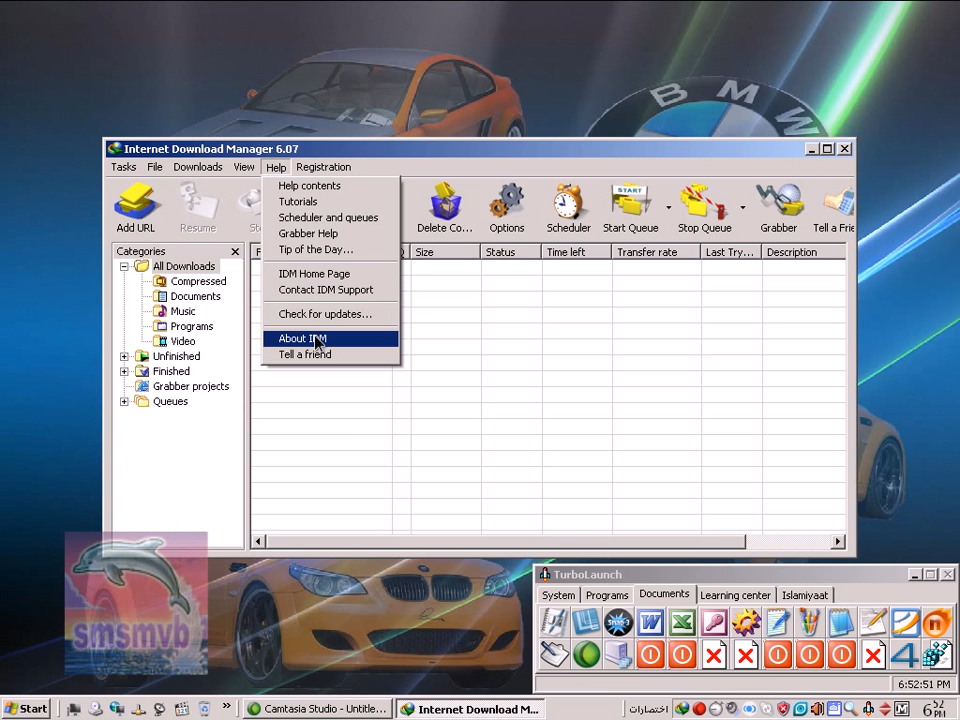 BMW
Internet Download Manager 6.07
Tasks File Downloads View Help Registration
Help contents
Tutorials
Scheduler and queues
Grabber Help
Tip of the Day...
IDM Home Page
Contact IDM Support
Check for updates...
About IDM
Tell a friend
Add URL Resume Delete Co... Options Scheduler Start Queue Stop Queue Grabber Tell a Frie
START
Categories
Size Status Time left Transfer rate Last Try... Description
All Downloads
Compressed
Documents
Music
Programs
Video
Unfinished
Finished
Grabber projects
Queues
smsmvb
TurboLaunch
System Programs Documents Learning center Islamiyaat
6:52:51 PM
Start
Camtasia Studio - Untitle...
Internet Download M...
اختصارات
6:52 PM